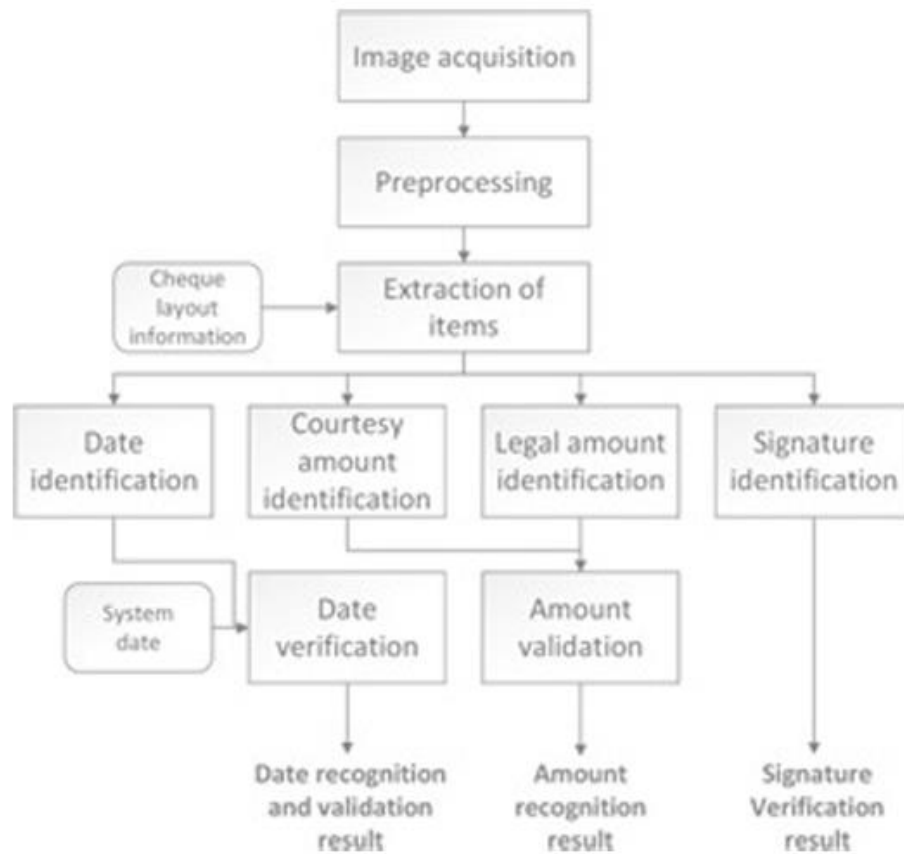 Image acquisition
Preprocessing
Cheque
layout
information
Extraction of
items
Date
identification
Courtesy
amount
identification
Legal amount
identification
Signature
identification
System
date
Date
verification
Amount
validation
Date recognition
and validation
result
Amount
recognition
result
Signature
Verification
result